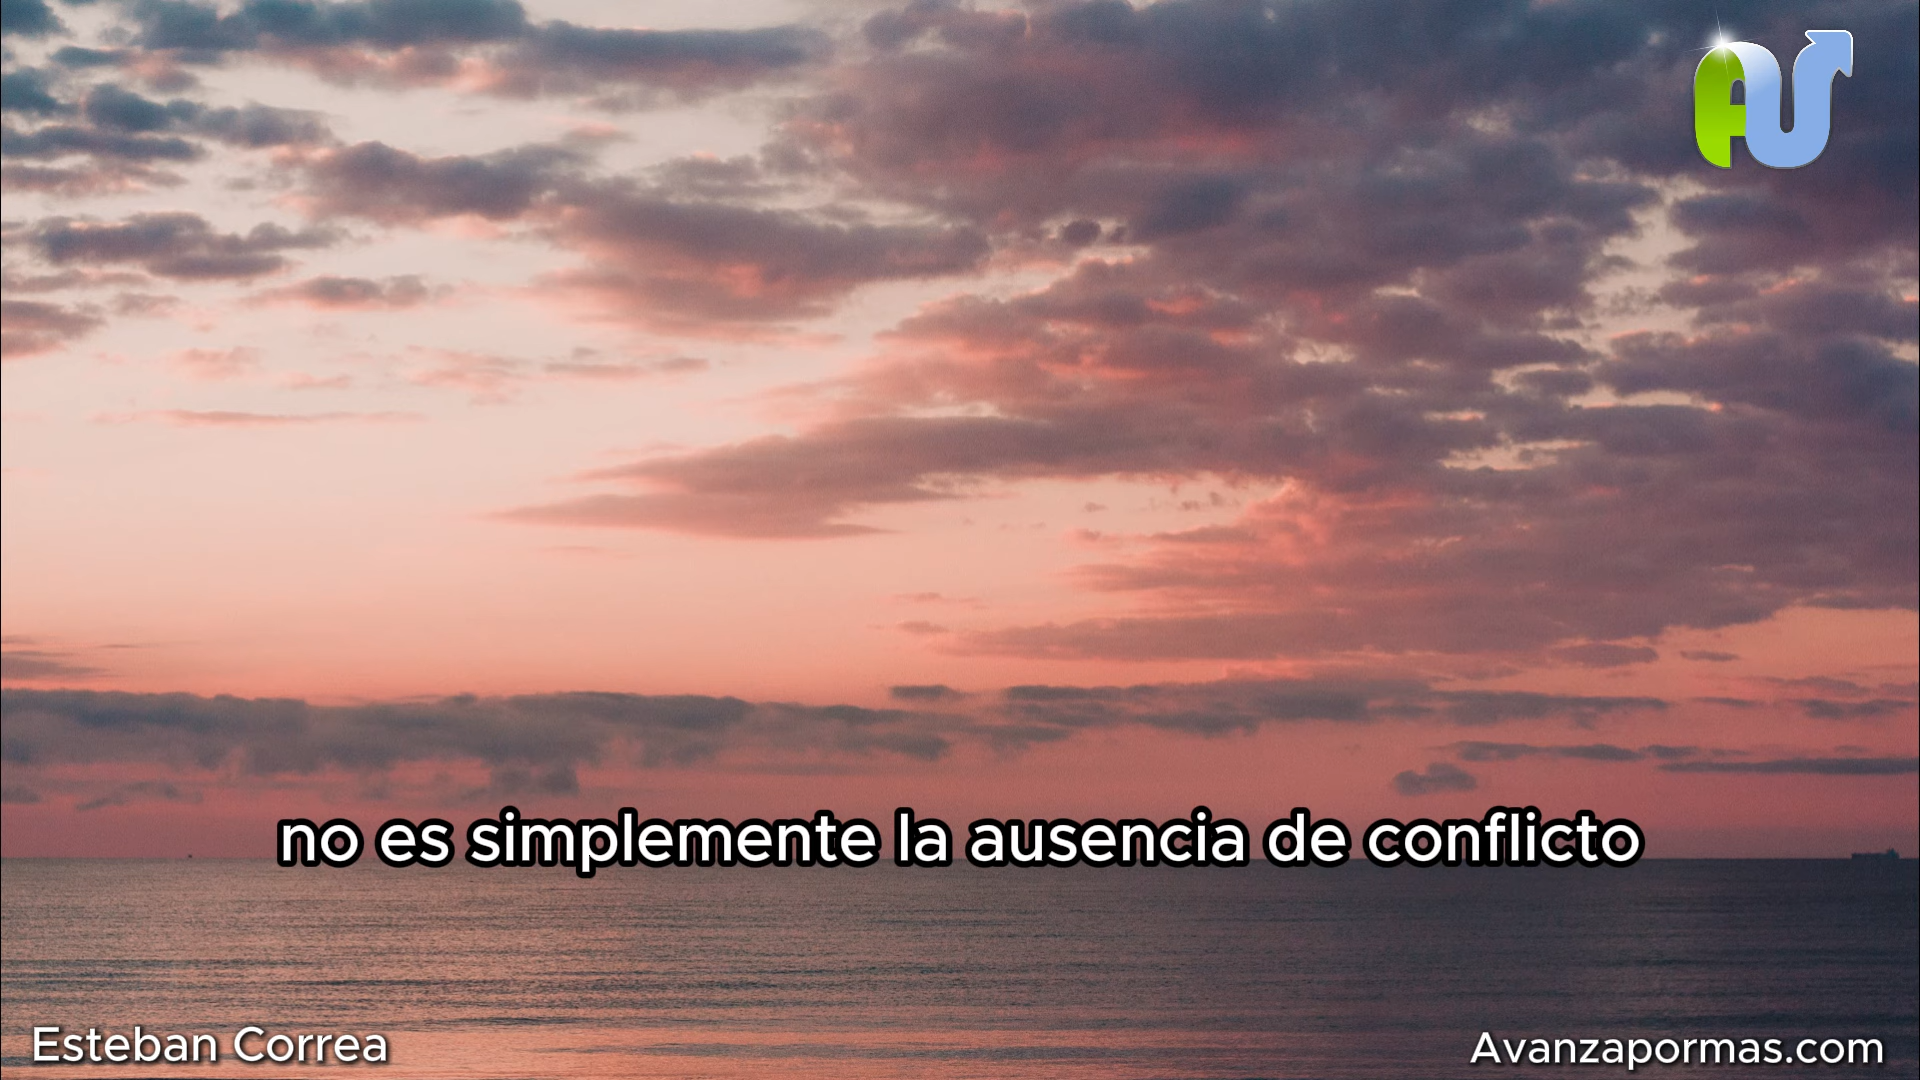 no es simplemente la ausencia de conflicto
Esteban Correa
Avanzapormas.com